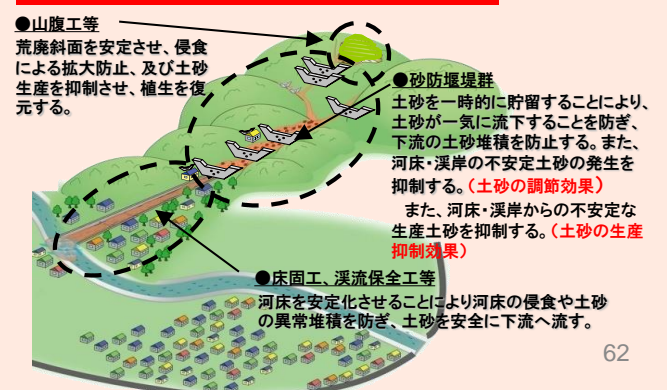 ●山腹工等
荒廃斜面を安定させ、侵食
による拡大防止、及び土砂
生産を抑制させ、植生を復
元する。
●砂防堰堤群
土砂を一時的に貯留することにより、
土砂が一気に流下することを防ぎ、
下流の土砂堆積を防止する。また、
河床・渓岸の不安定土砂の発生を
抑制する。（土砂の調節効果）
また、河床・渓岸からの不安定な
生産土砂を抑制する。（土砂の生産
抑制効果）
●床固工、渓流保全工等
河床を安定化させることにより河床の侵食や土砂
の異常堆積を防ぎ、土砂を安全に下流へ流す。
62